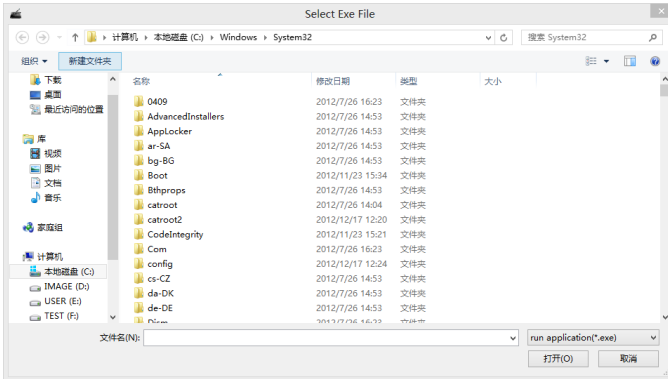 Select Exe File
计算机 本地磁盘 (C:) Windows System32
搜索 System32
组织 新建文件夹
名称 修改日期 类型 大小
下载
桌面
最近访问的位置
库
视频
图片
文档
音乐
家庭组
计算机
本地磁盘 (C:)
IMAGE (D:)
USER (E:)
TEST (F:)
0409 2012/7/26 16:23 文件夹
AdvancedInstallers 2012/7/26 14:53 文件夹
AppLocker 2012/7/26 14:53 文件夹
ar-SA 2012/7/26 14:53 文件夹
bg-BG 2012/7/26 14:53 文件夹
Boot 2012/11/23 15:34 文件夹
Bthprops 2012/7/26 14:53 文件夹
catroot 2012/7/26 14:04 文件夹
catroot2 2012/12/17 12:20 文件夹
CodeIntegrity 2012/11/23 15:21 文件夹
Com 2012/7/26 16:23 文件夹
config 2012/12/17 12:24 文件夹
cs-CZ 2012/7/26 14:53 文件夹
da-DK 2012/7/26 14:53 文件夹
de-DE 2012/7/26 14:53 文件夹
Dism 2012/7/26 16:23 文件夹
文件名(N): run application(*.exe)
打开(O) 取消